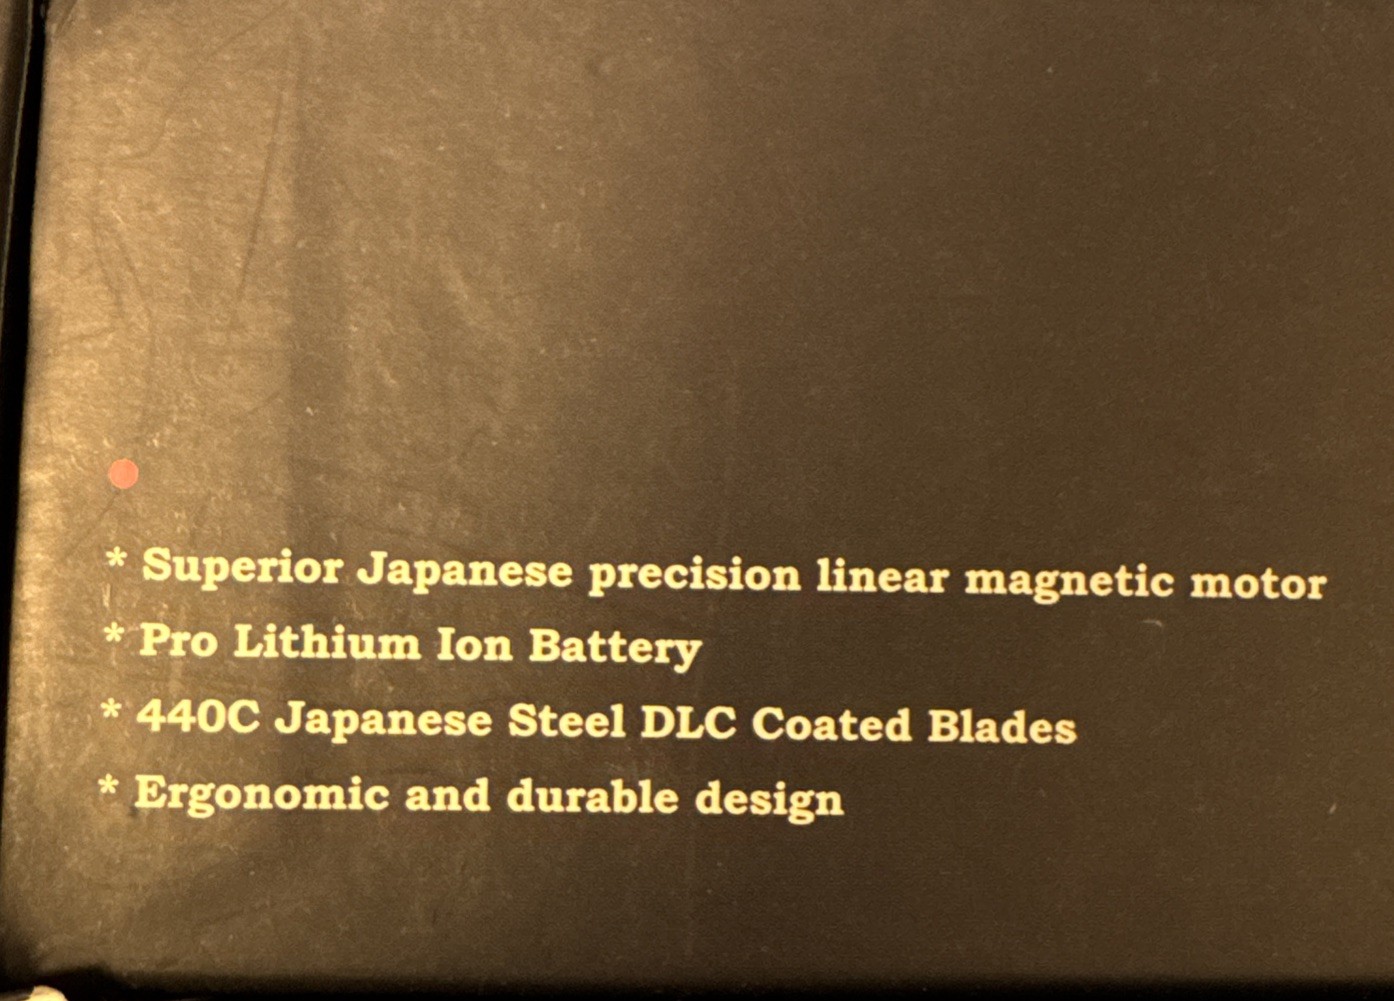 * Superior Japanese precision linear magnetic motor
* Pro Lithium Ion Battery
* 440C Japanese Steel DLC Coated Blades
* Ergonomic and durable design